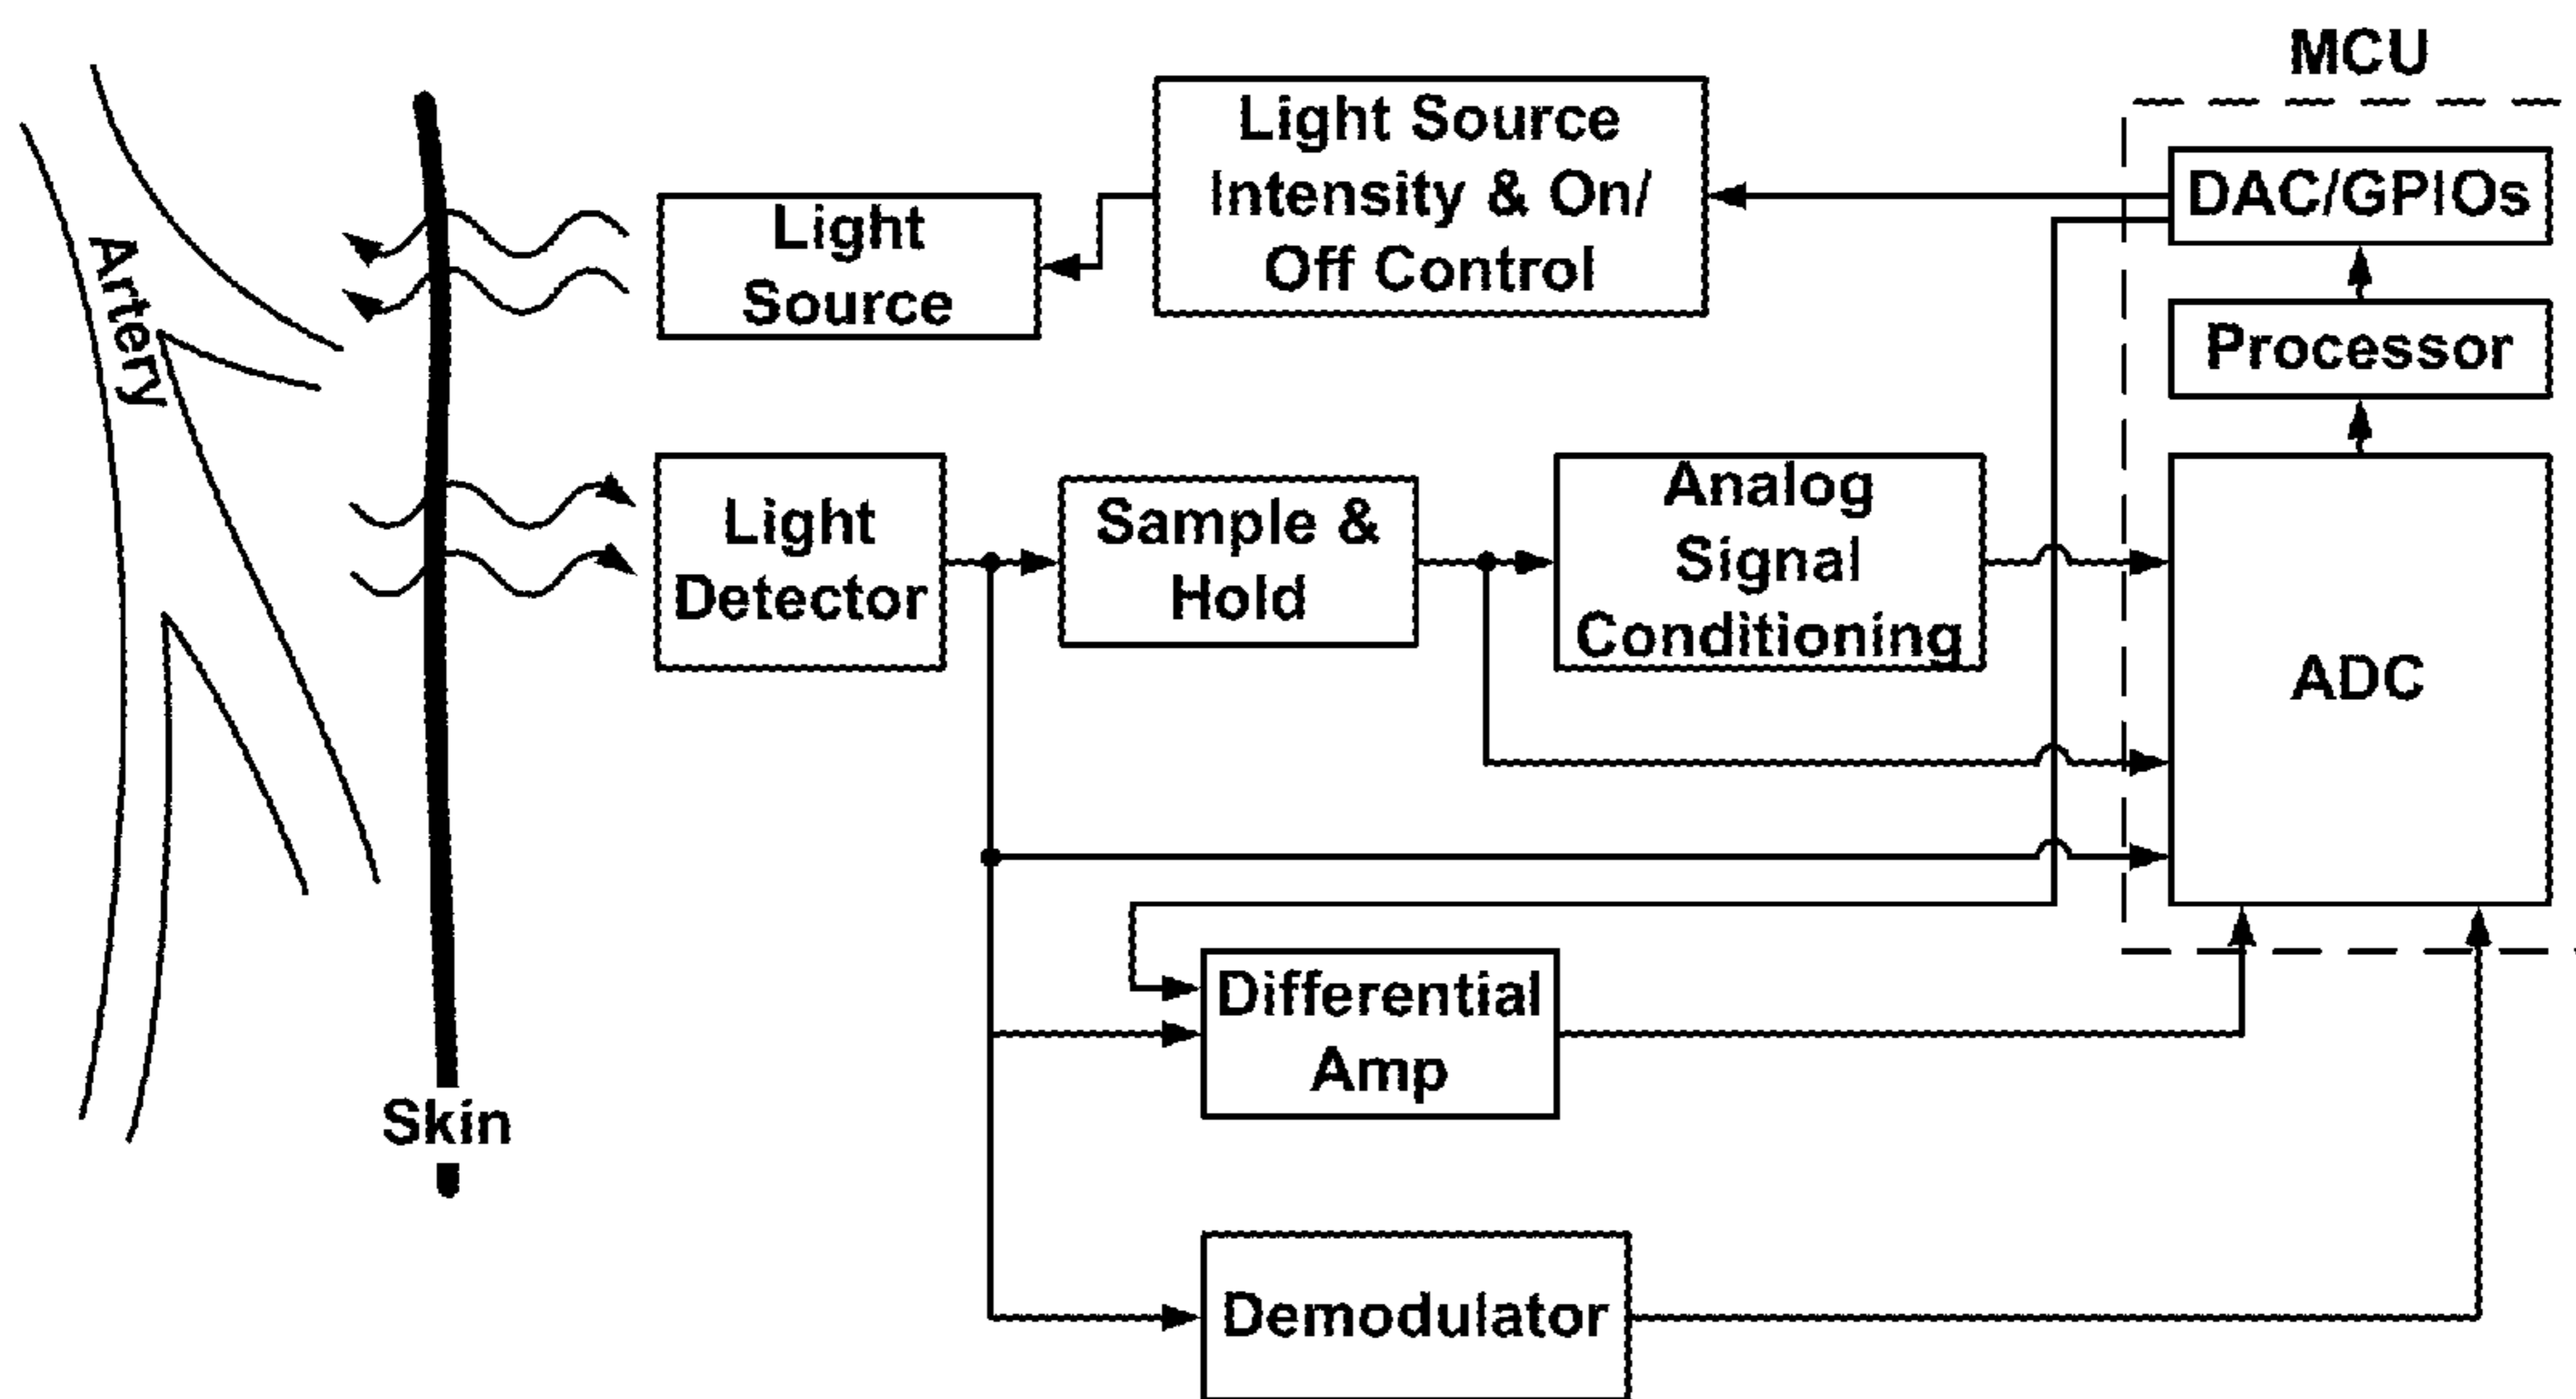 MCU
Light Source
Intensity & On/
Off Control
DAC/GPIOs
Light
Source
Artery
Processor
Light
Detector
Sample &
Hold
Analog
Signal
Conditioning
ADC
Differential
Amp
Skin
Demodulator